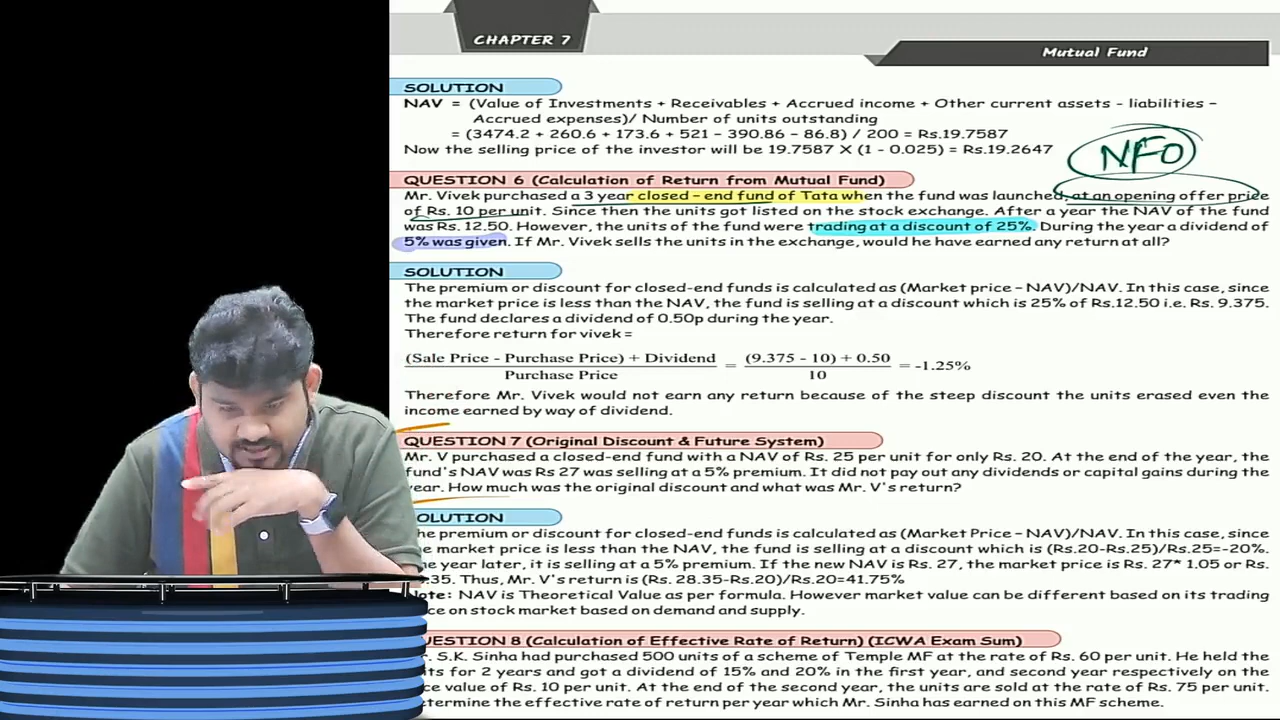 CHAPTER 7
Mutual Fund
SOLUTION
NAV = (Value of Investments + Receivables + Accrued income + Other current assets - liabilities –
Accrued expenses)/ Number of units outstanding
= (3474.2 + 260.6 + 173.6 + 521 – 390.86 – 86.8) / 200 = Rs.19.7587
Now the selling price of the investor will be 19.7587 X (1 - 0.025) = Rs.19.2647
NFO
QUESTION 6 (Calculation of Return from Mutual Fund)
Mr. Vivek purchased a 3 year closed – end fund of Tata when the fund was launched, at an opening offer price
of Rs. 10 per unit. Since then the units got listed on the stock exchange. After a year the NAV of the fund
was Rs. 12.50. However, the units of the fund were trading at a discount of 25%. During the year a dividend of
5% was given. If Mr. Vivek sells the units in the exchange, would he have earned any return at all?
SOLUTION
The premium or discount for closed-end funds is calculated as (Market price – NAV)/NAV. In this case, since
the market price is less than the NAV, the fund is selling at a discount which is 25% of Rs.12.50 i.e. Rs. 9.375.
The fund declares a dividend of 0.50p during the year.
Therefore return for vivek =
(Sale Price - Purchase Price) + Dividend = (9.375 - 10) + 0.50 = -1.25%
Purchase Price 10
Therefore Mr. Vivek would not earn any return because of the steep discount the units erased even the
income earned by way of dividend.
QUESTION 7 (Original Discount & Future System)
Mr. V purchased a closed-end fund with a NAV of Rs. 25 per unit for only Rs. 20. At the end of the year, the
fund's NAV was Rs 27 was selling at a 5% premium. It did not pay out any dividends or capital gains during the
year. How much was the original discount and what was Mr. V's return?
OLUTION
he premium or discount for closed-end funds is calculated as (Market Price – NAV)/NAV. In this case, since
e market price is less than the NAV, the fund is selling at a discount which is (Rs.20-Rs.25)/Rs.25=-20%.
e year later, it is selling at a 5% premium. If the new NAV is Rs. 27, the market price is Rs. 27* 1.05 or Rs.
.35. Thus, Mr. V's return is (Rs. 28.35-Rs.20)/Rs.20=41.75%
ote: NAV is Theoretical Value as per formula. However market value can be different based on its trading
ce on stock market based on demand and supply.
UESTION 8 (Calculation of Effective Rate of Return) (ICWA Exam Sum)
r. S.K. Sinha had purchased 500 units of a scheme of Temple MF at the rate of Rs. 60 per unit. He held the
its for 2 years and got a dividend of 15% and 20% in the first year, and second year respectively on the
ce value of Rs. 10 per unit. At the end of the second year, the units are sold at the rate of Rs. 75 per unit.
etermine the effective rate of return per year which Mr. Sinha has earned on this MF scheme.